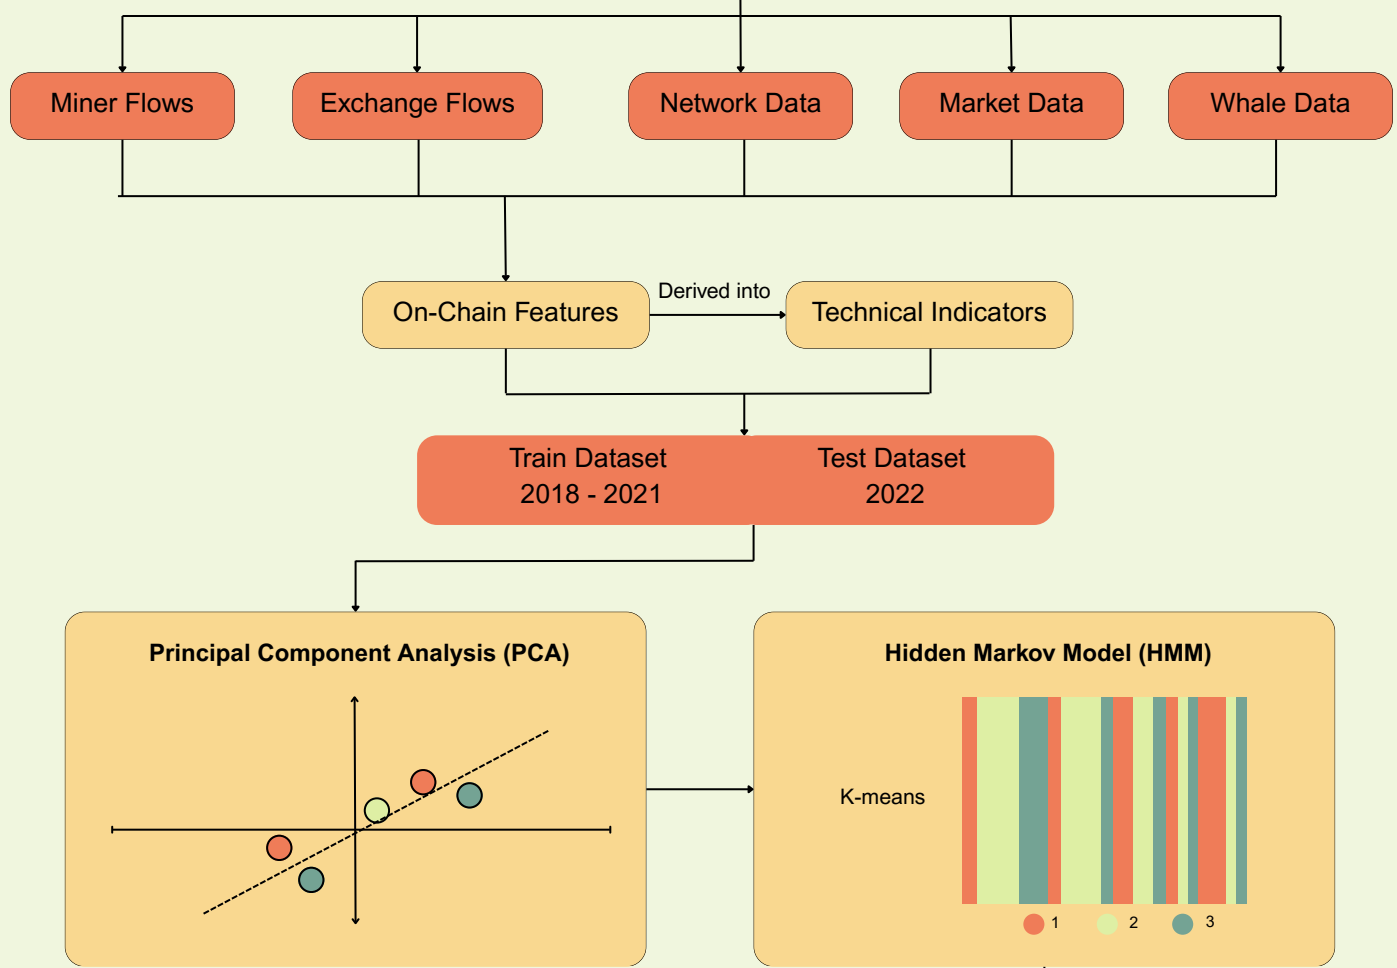 Miner Flows
Exchange Flows
Network Data
Market Data
Whale Data
On-Chain Features
Derived into
Technical Indicators
Train Dataset
2018 - 2021
Test Dataset
2022
Principal Component Analysis (PCA)
Hidden Markov Model (HMM)
K-means
1
2
3